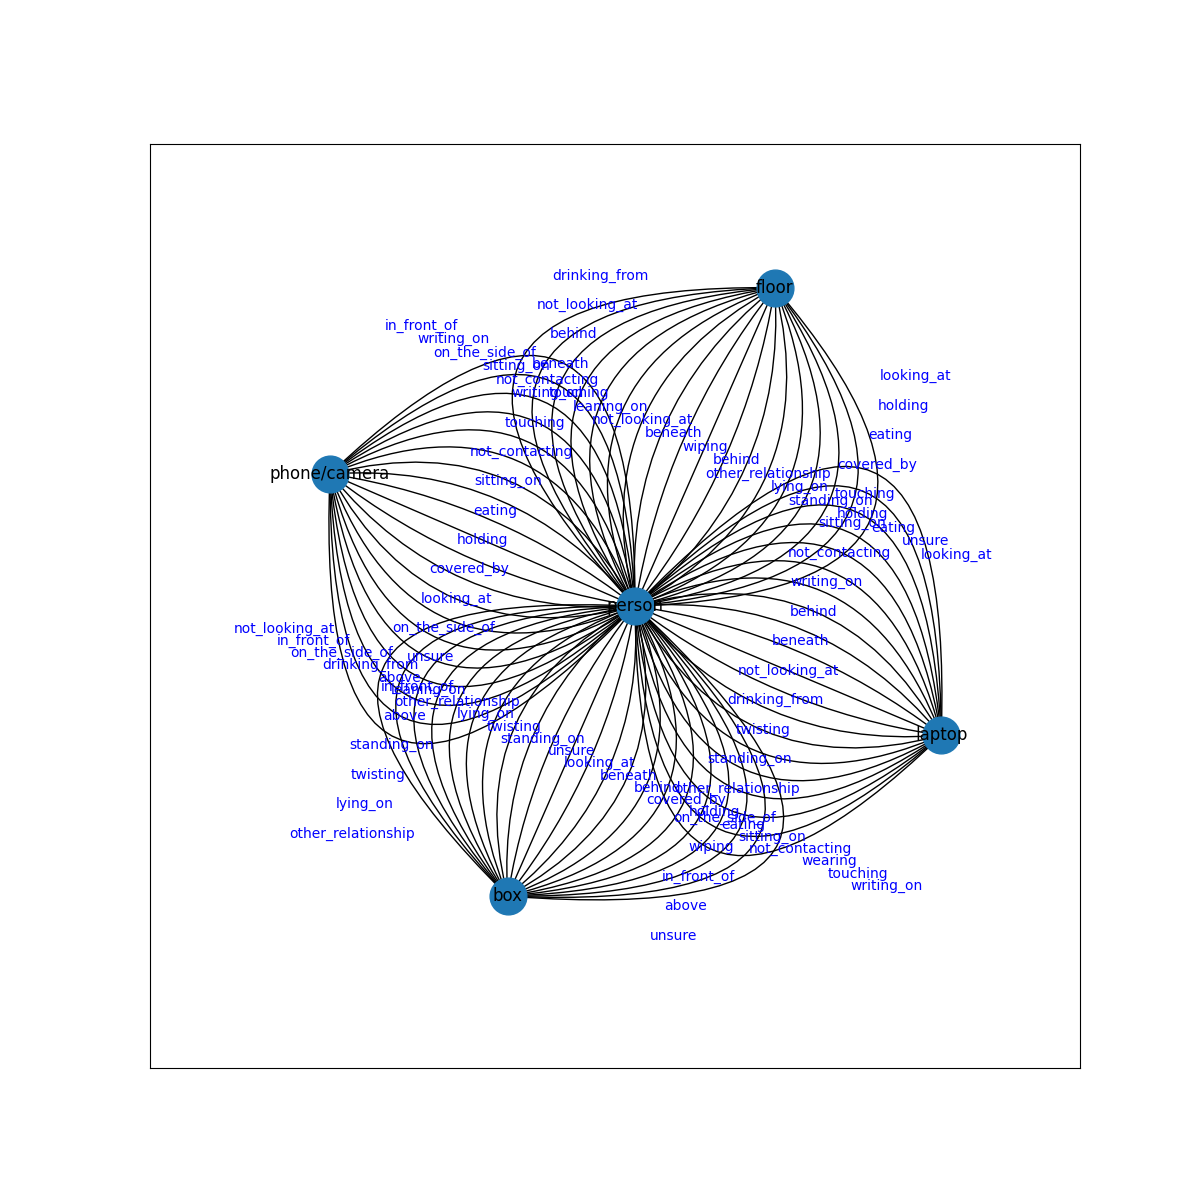 drinking_from
floor
not_looking_at
in_front_of
behind
writing_on
on_the_side_of
beneath
sitting_on
looking_at
not_contacting
writing_on
touching
holding
leaning_on
not_looking_at
touching
beneath
eating
wiping
not_contacting
behind
covered_by
phone/camera
other_relationship
sitting_on
lying_on
touching
standing_on
eating
holding
sitting_on
eating
holding
unsure
not_contacting
looking_at
covered_by
writing_on
looking_at
person
behind
not_looking_at
on_the_side_of
in_front_of
beneath
on_the_side_of
unsure
drinking_from
not_looking_at
above
in_front_of
leaning_on
other_relationship
drinking_from
lying_on
above
twisting
twisting
laptop
standing_on
standing_on
unsure
standing_on
looking_at
twisting
beneath
behind
other_relationship
covered_by
lying_on
holding
on_the_side_of
eating
other_relationship
sitting_on
wiping
not_contacting
wearing
touching
in_front_of
writing_on
box
above
unsure